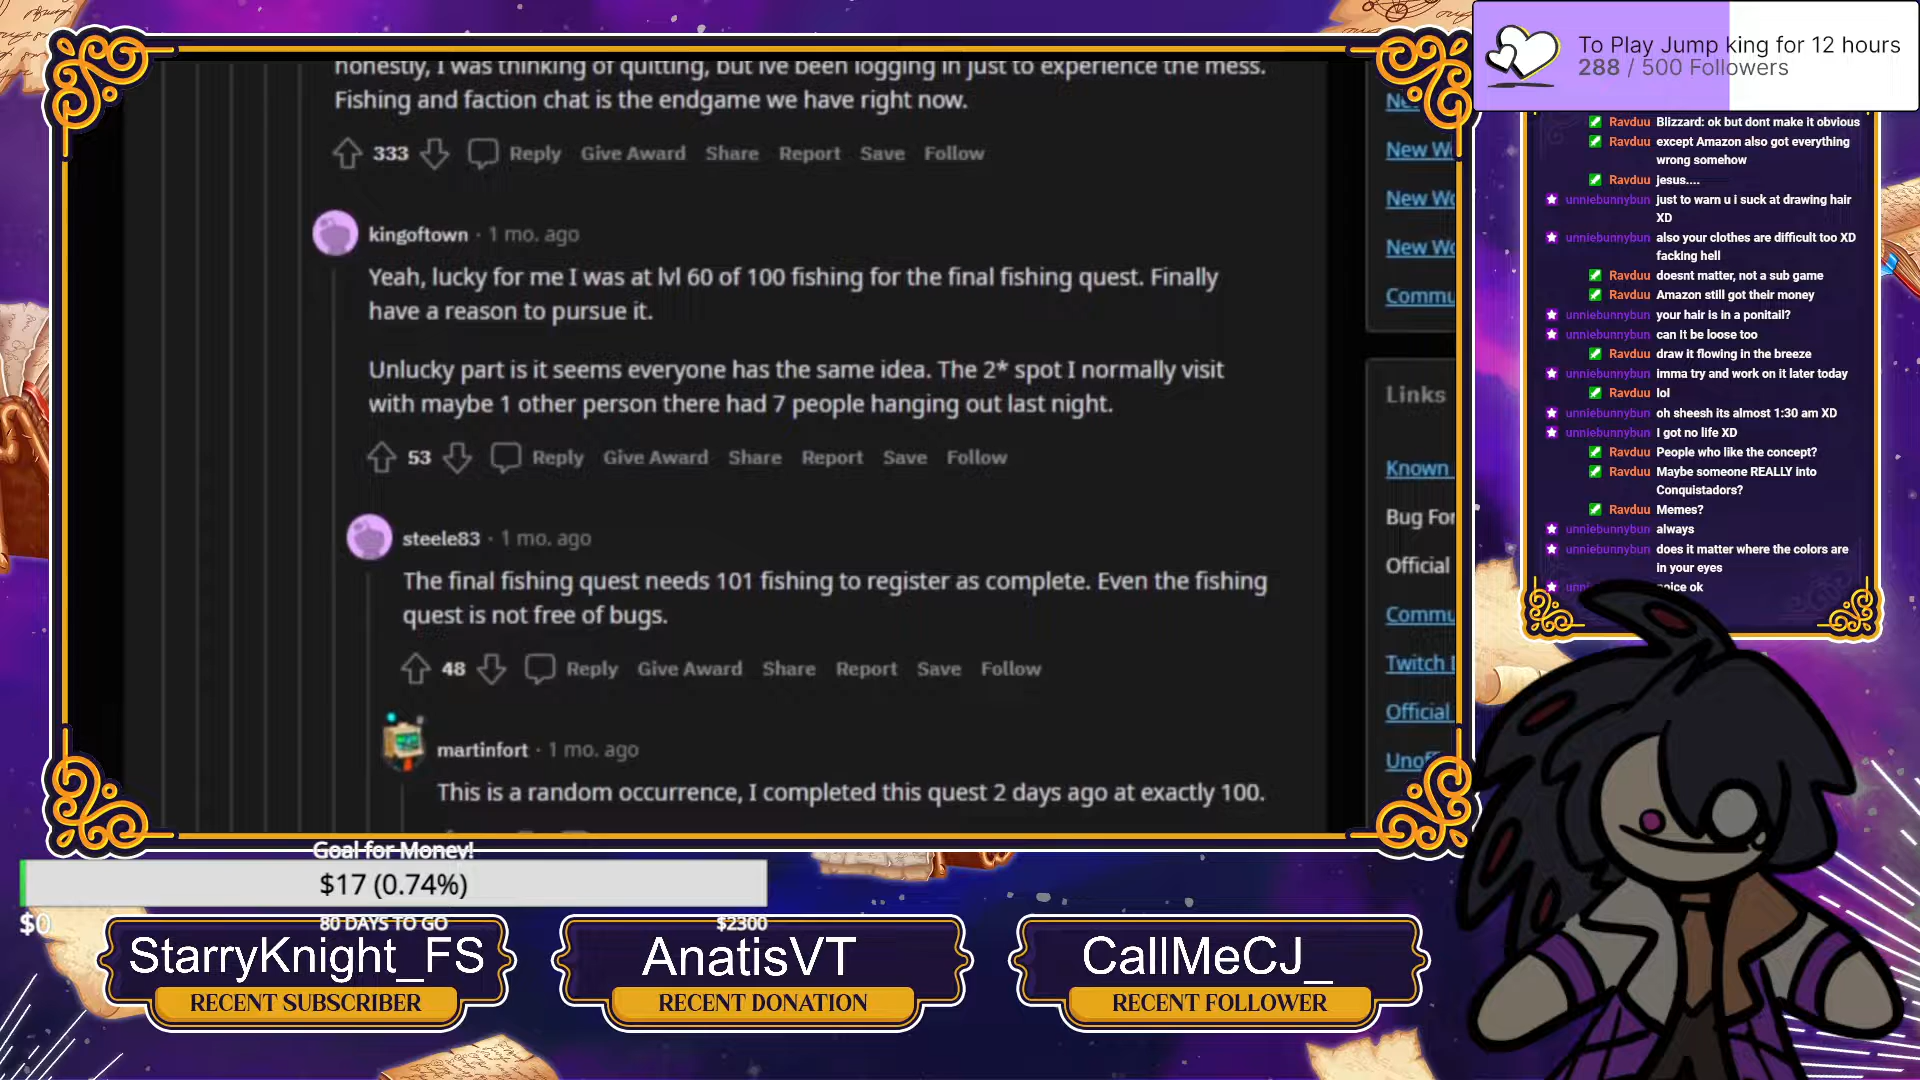 honestly, I was thinking of quitting, but ive been logging in just to experience the mess.
Fishing and faction chat is the endgame we have right now.
333 Reply Give Award Share Report Save Follow
kingoftown · 1 mo. ago
Yeah, lucky for me I was at lvl 60 of 100 fishing for the final fishing quest. Finally
have a reason to pursue it.
Unlucky part is it seems everyone has the same idea. The 2* spot I normally visit
with maybe 1 other person there had 7 people hanging out last night.
53 Reply Give Award Share Report Save Follow
steele83 · 1 mo. ago
The final fishing quest needs 101 fishing to register as complete. Even the fishing
quest is not free of bugs.
48 Reply Give Award Share Report Save Follow
martinfort · 1 mo. ago
This is a random occurrence, I completed this quest 2 days ago at exactly 100.
New
New
New
Links
Known
Bug
Official
Twitch
Official
To Play Jump king for 12 hours
288 / 500 Followers
Ravduu Blizzard: ok but dont make it obvious
Ravduu except Amazon also got everything
wrong somehow
Ravduu jesus....
unniebunnybun just to warn u i suck at drawing hair
XD
unniebunnybun also your clothes are difficult too XD
facking hell
Ravduu doesnt matter, not a sub game
Ravduu Amazon still got their money
unniebunnybun your hair is in a ponitail?
unniebunnybun can It be loose too
Ravduu draw it flowing in the breeze
unniebunnybun imma try and work on it later today
Ravduu lol
unniebunnybun oh sheesh its almost 1:30 am XD
unniebunnybun I got no life XD
Ravduu People who like the concept?
Ravduu Maybe someone REALLY into
Conquistadors?
Ravduu Memes?
unniebunnybun always
unniebunnybun does it matter where the colors are
in your eyes
ok
Goal for Money!
$17 (0.74%)
$0 80 DAYS TO GO $2300
StarryKnight_FS
RECENT SUBSCRIBER
AnatisVT
RECENT DONATION
CallMeCJ_
RECENT FOLLOWER